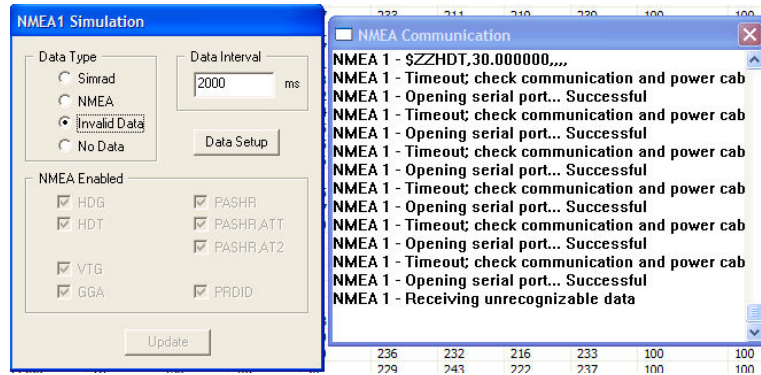 233 211 210 230 100 100
NMEA1 Simulation
Data Type
Simrad
NMEA
Invalid Data
No Data
Data Interval
2000 ms
Data Setup
NMEA Enabled
HDG
HDT
VTG
GGA
PASHR
PASHR,ATT
PASHR,AT2
PRDID
Update
NMEA Communication
NMEA 1 - $ZZHDT,30.000000,,,,
NMEA 1 - Timeout; check communication and power cab
NMEA 1 - Opening serial port... Successful
NMEA 1 - Timeout; check communication and power cab
NMEA 1 - Opening serial port... Successful
NMEA 1 - Timeout; check communication and power cab
NMEA 1 - Opening serial port... Successful
NMEA 1 - Timeout; check communication and power cab
NMEA 1 - Opening serial port... Successful
NMEA 1 - Timeout; check communication and power cab
NMEA 1 - Opening serial port... Successful
NMEA 1 - Timeout; check communication and power cab
NMEA 1 - Opening serial port... Successful
NMEA 1 - Receiving unrecognizable data
236 232 216 233 100 100
229 243 222 237 100 100